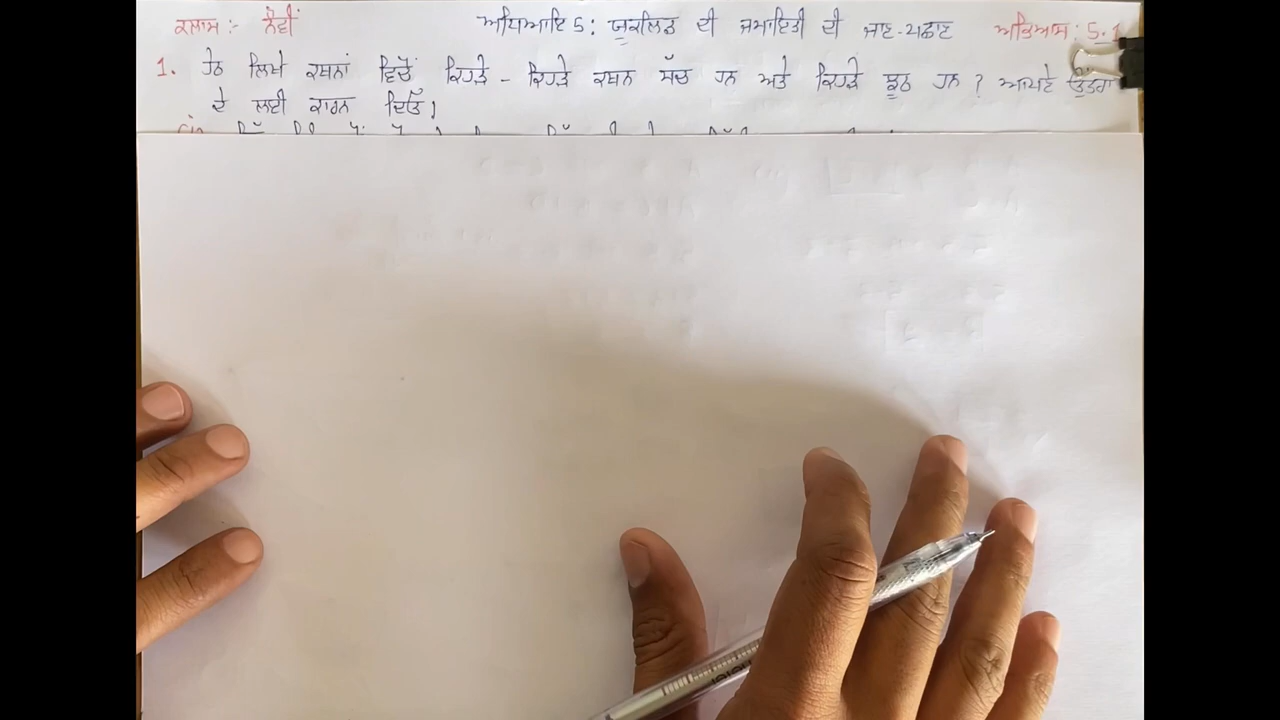 ਕਲਾਸ :- ਨੌਵੀਂ ਅਧਿਆਇ 5 : ਯੂਕਲਿਡ ਦੀ ਜਮਾਇਤੀ ਦੀ ਜਾਣ-ਪਛਾਣ ਅਭਿਆਸ : 5.1
1. ਹੇਠ ਲਿਖੇ ਕਥਨਾਂ ਵਿਚੋਂ ਕਿਹੜੇ - ਕਿਹੜੇ ਕਥਨ ਸੱਚ ਹਨ ਅਤੇ ਕਿਹੜੇ ਝੂਠ ਹਨ ? ਆਪਣੇ ਉੱਤਰਾਂ
ਦੇ ਲਈ ਕਾਰਨ ਦਿਓ।